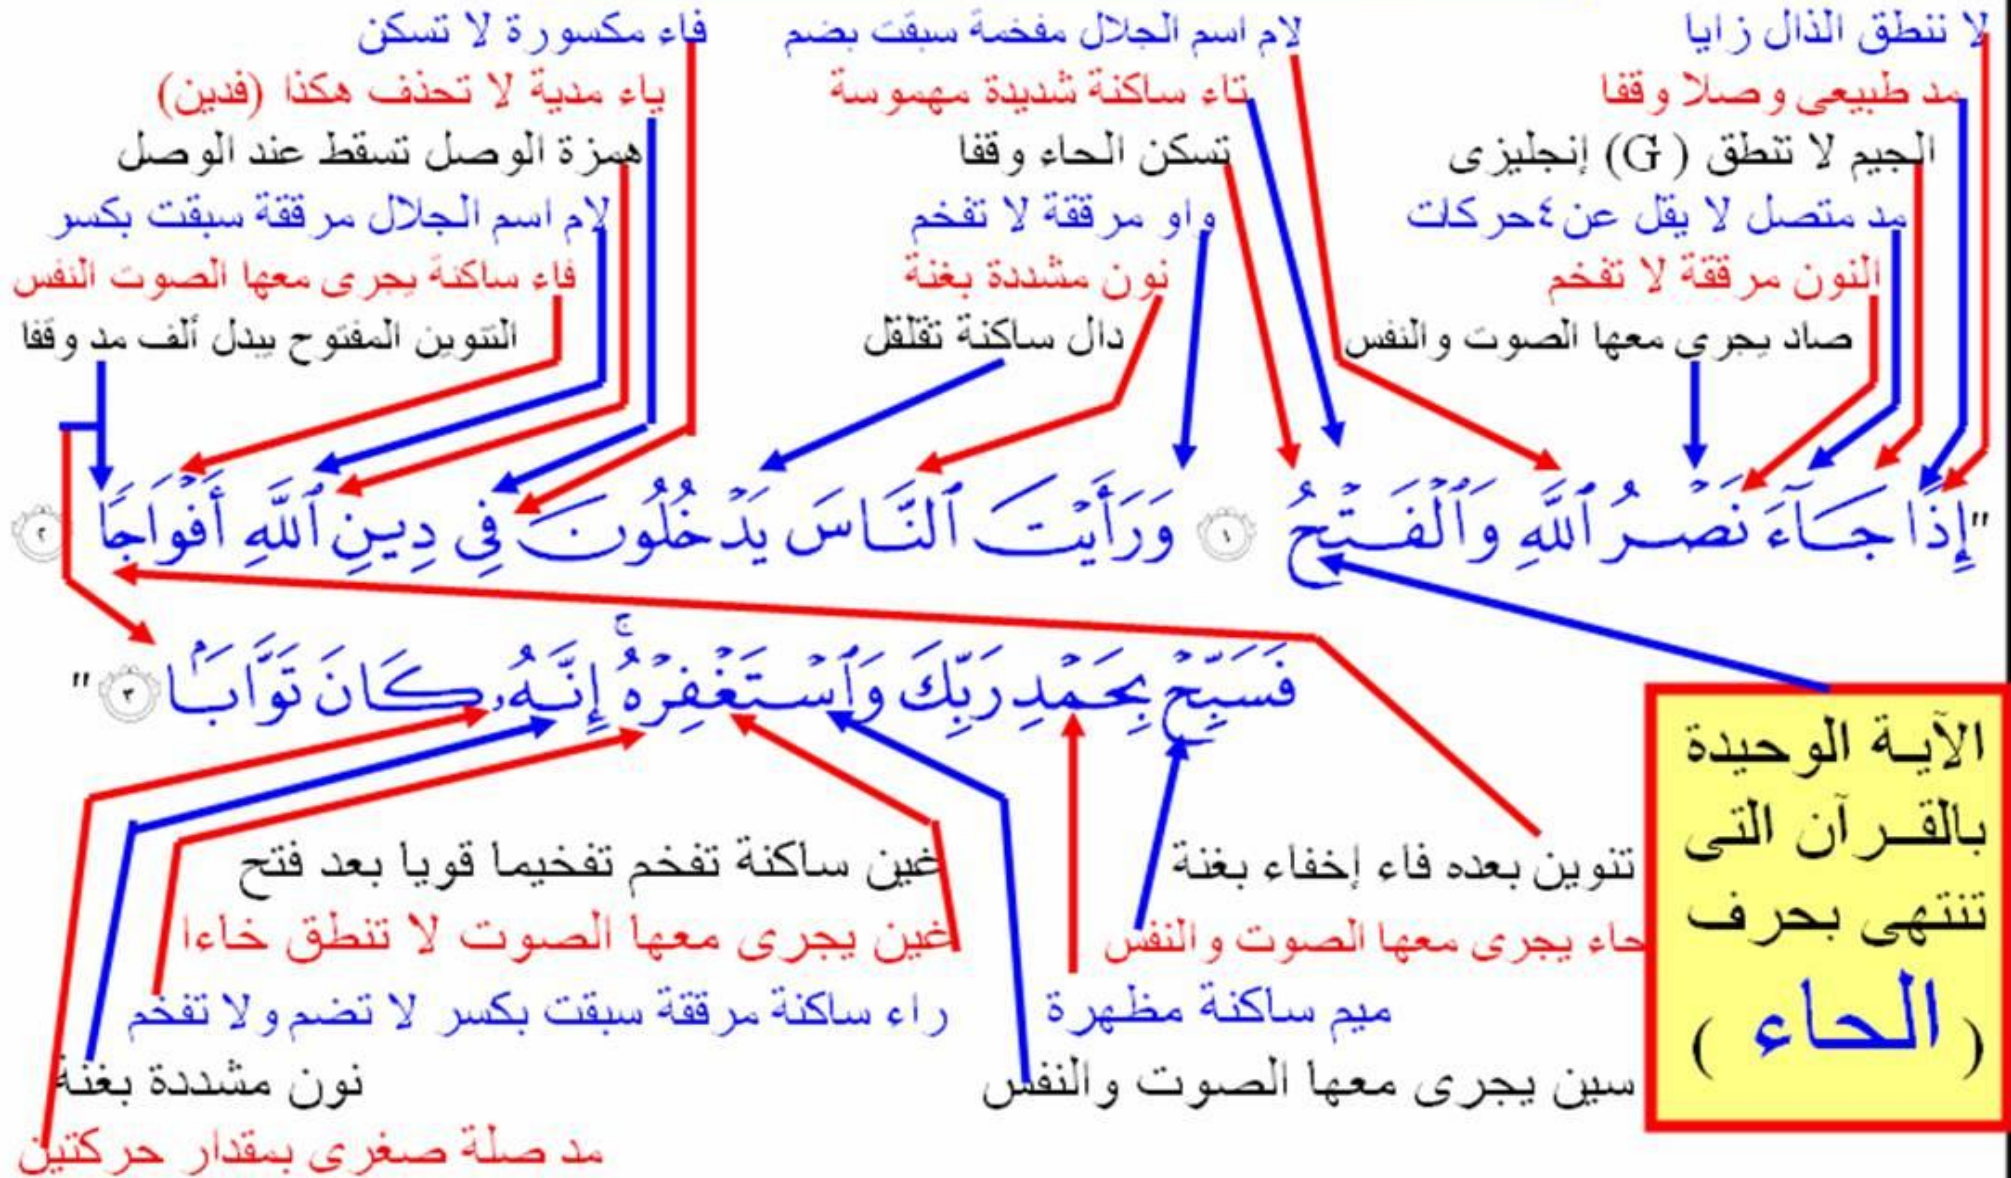 لا ننطق الذال زايا
مد طبيعى وصلا وقفا
الجيم لا تنطق (G) إنجليزى
مد متصل لا يقل عن ٤حركات
النون مرققة لا تفخم
صاد يجرى معها الصوت والنفس
لام اسم الجلال مفخمة سبقت بضم
تاء ساكنة شديدة مهموسة
تسكن الحاء وقفا
واو مرققة لا تفخم
نون مشددة بغنة
دال ساكنة تقلقل
فاء مكسورة لا تسكن
ياء مدية لا تحذف هكذا (فدين)
همزة الوصل تسقط عند الوصل
لام اسم الجلال مرققة سبقت بكسر
فاء ساكنة يجرى معها الصوت النفس
التنوين المفتوح يبدل ألف مد وقفا
"إِذَا جَآءَ نَصۡرُ ٱللَّهِ وَٱلۡفَتۡحُ ١ وَرَأَيۡتَ ٱلنَّاسَ يَدۡخُلُونَ فِى دِينِ ٱللَّهِ أَفۡوَاجًا ٢
فَسَبِّحۡ بِحَمۡدِ رَبِّكَ وَٱسۡتَغۡفِرۡهُۚ إِنَّهُۥ كَانَ تَوَّابَۢا ٣ "
الآية الوحيدة
بالقرآن التى
تنتهى بحرف
( الحاء )
تنوين بعده فاء إخفاء بغنة
حاء يجرى معها الصوت والنفس
ميم ساكنة مظهرة
سين يجرى معها الصوت والنفس
غين ساكنة تفخم تفخيما قويا بعد فتح
غين يجرى معها الصوت لا تنطق خاءا
راء ساكنة مرققة سبقت بكسر لا تضم ولا تفخم
نون مشددة بغنة
مد صلة صغرى بمقدار حركتين